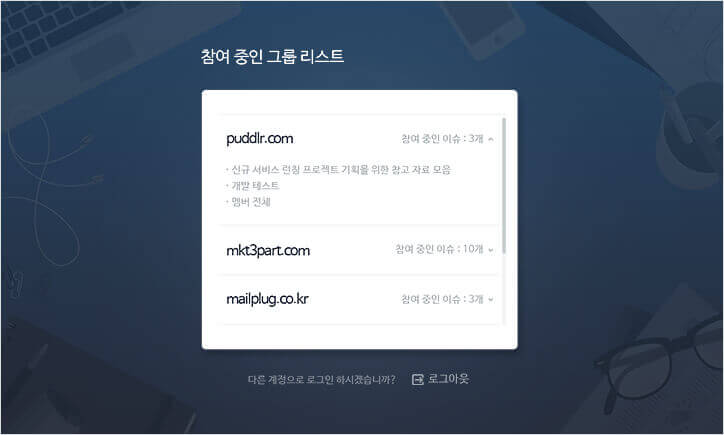 참여 중인 그룹 리스트
puddlr.com 참여 중인 이슈 : 3개
· 신규 서비스 런칭 프로젝트 기획을 위한 참고 자료 모음
· 개발 테스트
· 멤버 전체
mkt3part.com 참여 중인 이슈 : 10개
mailplug.co.kr 참여 중인 이슈 : 3개
다른 계정으로 로그인 하시겠습니까? 로그아웃